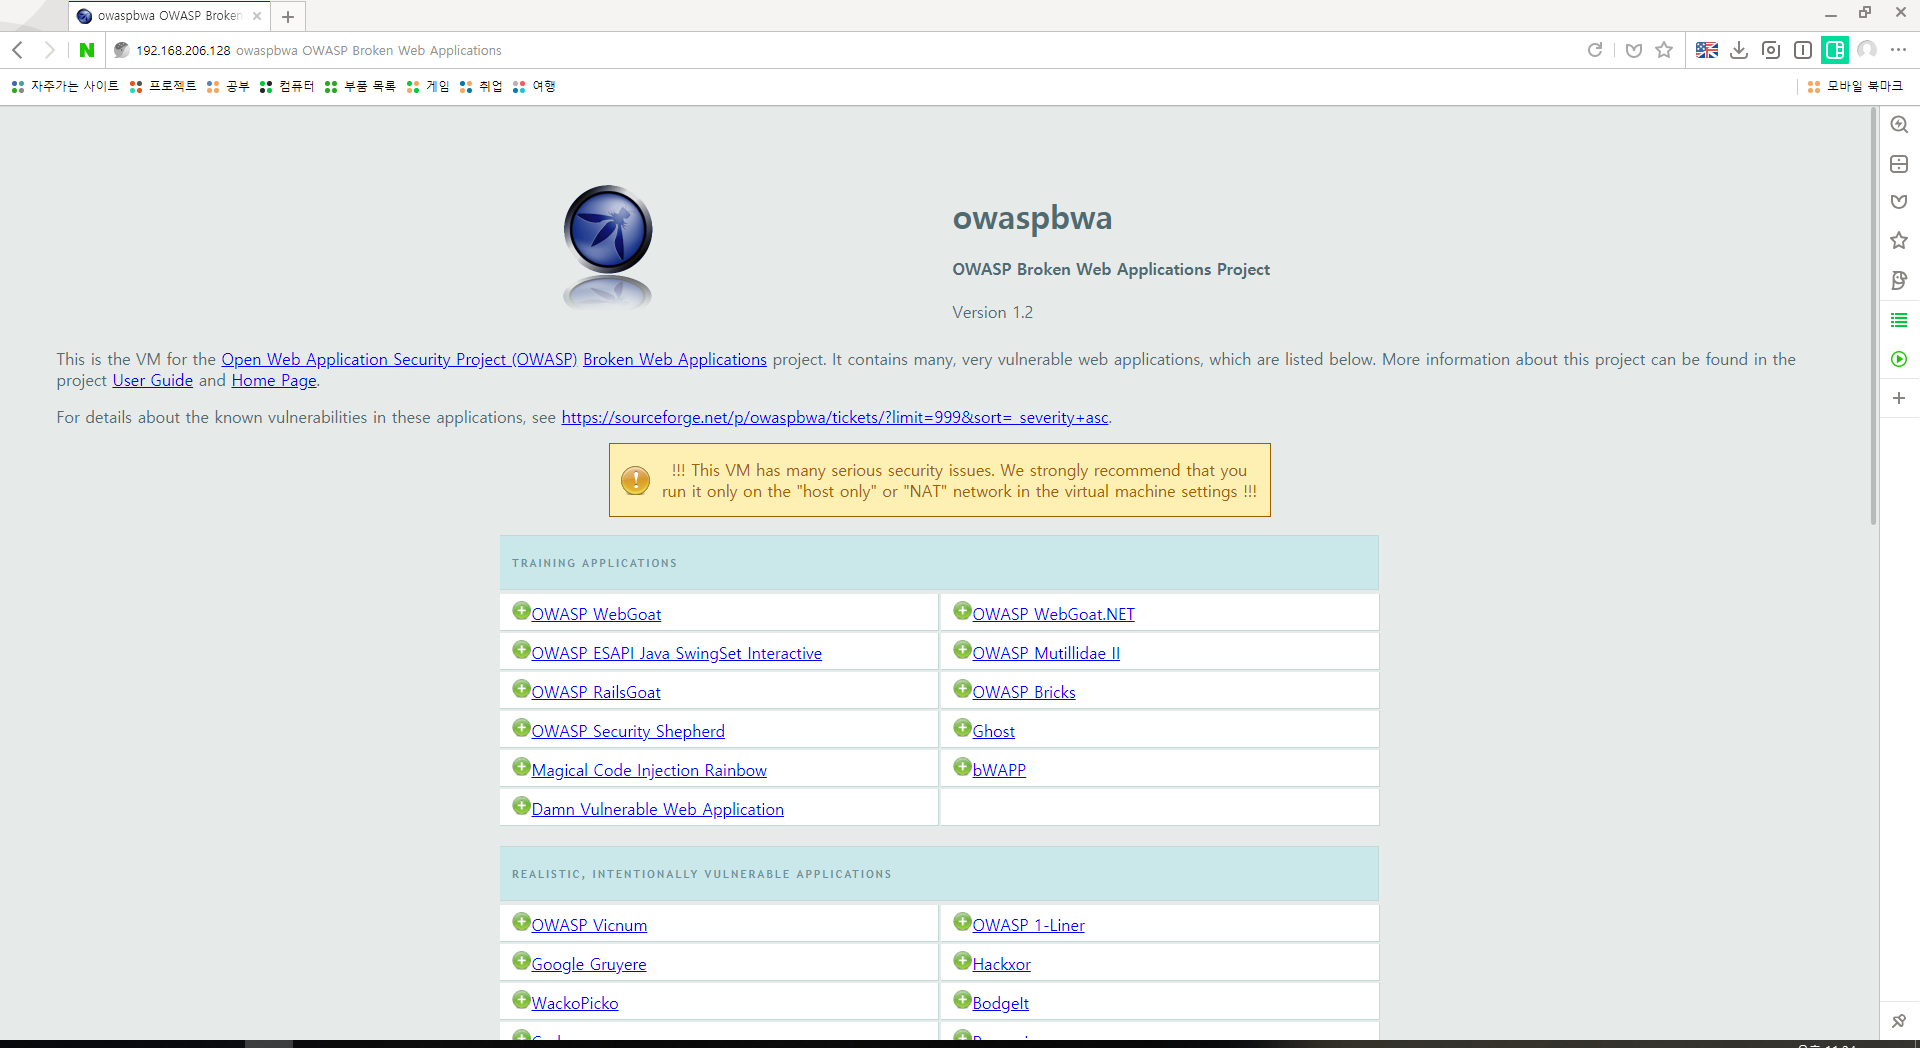 owaspbwa OWASP Broken
192.168.206.128 owaspbwa OWASP Broken Web Applications
자주가는 사이트 프로젝트 공부 컴퓨터 부품 목록 게임 취업 여행 모바일 북마크
owaspbwa
OWASP Broken Web Applications Project
Version 1.2
This is the VM for the Open Web Application Security Project (OWASP) Broken Web Applications project. It contains many, very vulnerable web applications, which are listed below. More information about this project can be found in the
project User Guide and Home Page.
For details about the known vulnerabilities in these applications, see https://sourceforge.net/p/owaspbwa/tickets/?limit=999&sort=_severity+asc.
!!! This VM has many serious security issues. We strongly recommend that you
run it only on the "host only" or "NAT" network in the virtual machine settings !!!
TRAINING APPLICATIONS
OWASP WebGoat OWASP WebGoat.NET
OWASP ESAPI Java SwingSet Interactive OWASP Mutillidae II
OWASP RailsGoat OWASP Bricks
OWASP Security Shepherd Ghost
Magical Code Injection Rainbow bWAPP
Damn Vulnerable Web Application
REALISTIC, INTENTIONALLY VULNERABLE APPLICATIONS
OWASP Vicnum OWASP 1-Liner
Google Gruyere Hackxor
WackoPicko BodgeIt